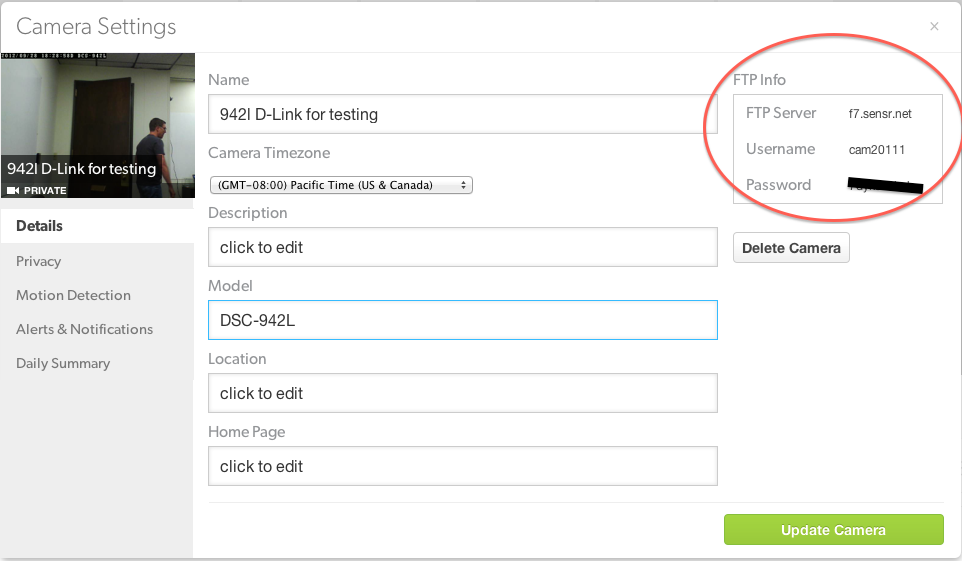 Camera Settings
×
942l D-Link for testing
PRIVATE
Details
Privacy
Motion Detection
Alerts & Notifications
Daily Summary
Name
942l D-Link for testing
Camera Timezone
(GMT-08:00) Pacific Time (US & Canada)
Description
click to edit
Model
DSC-942L
Location
click to edit
Home Page
click to edit
FTP Info
FTP Server f7.sensr.net
Username cam20111
Password
Delete Camera
Update Camera